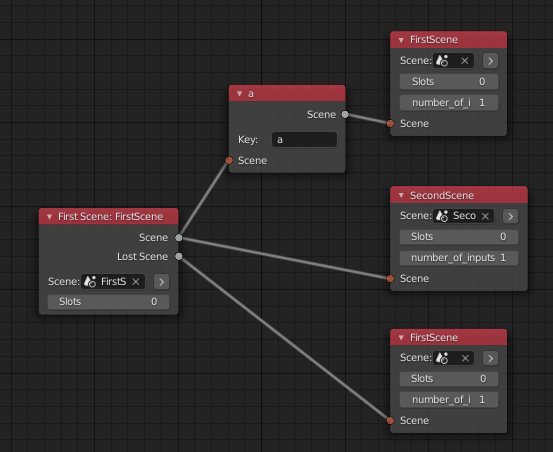 FirstScene
Scene:
Slots 0
number_of_i 1
Scene
a
Scene
Key: a
Scene
SecondScene
Scene: Seco
Slots 0
number_of_inputs 1
Scene
First Scene: FirstScene
Scene
Lost Scene
Scene: FirstS
Slots 0
FirstScene
Scene:
Slots 0
number_of_i 1
Scene